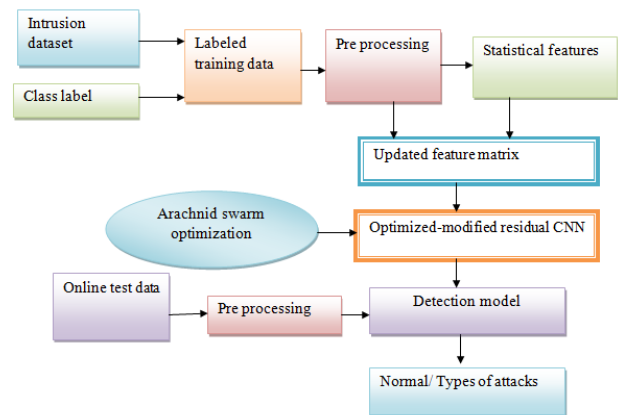 Intrusion
dataset
Class label
Labeled
training data
Pre processing
Statistical features
Updated feature matrix
Arachnid swarm
optimization
Optimized-modified residual CNN
Online test data
Pre processing
Detection model
Normal/ Types of attacks